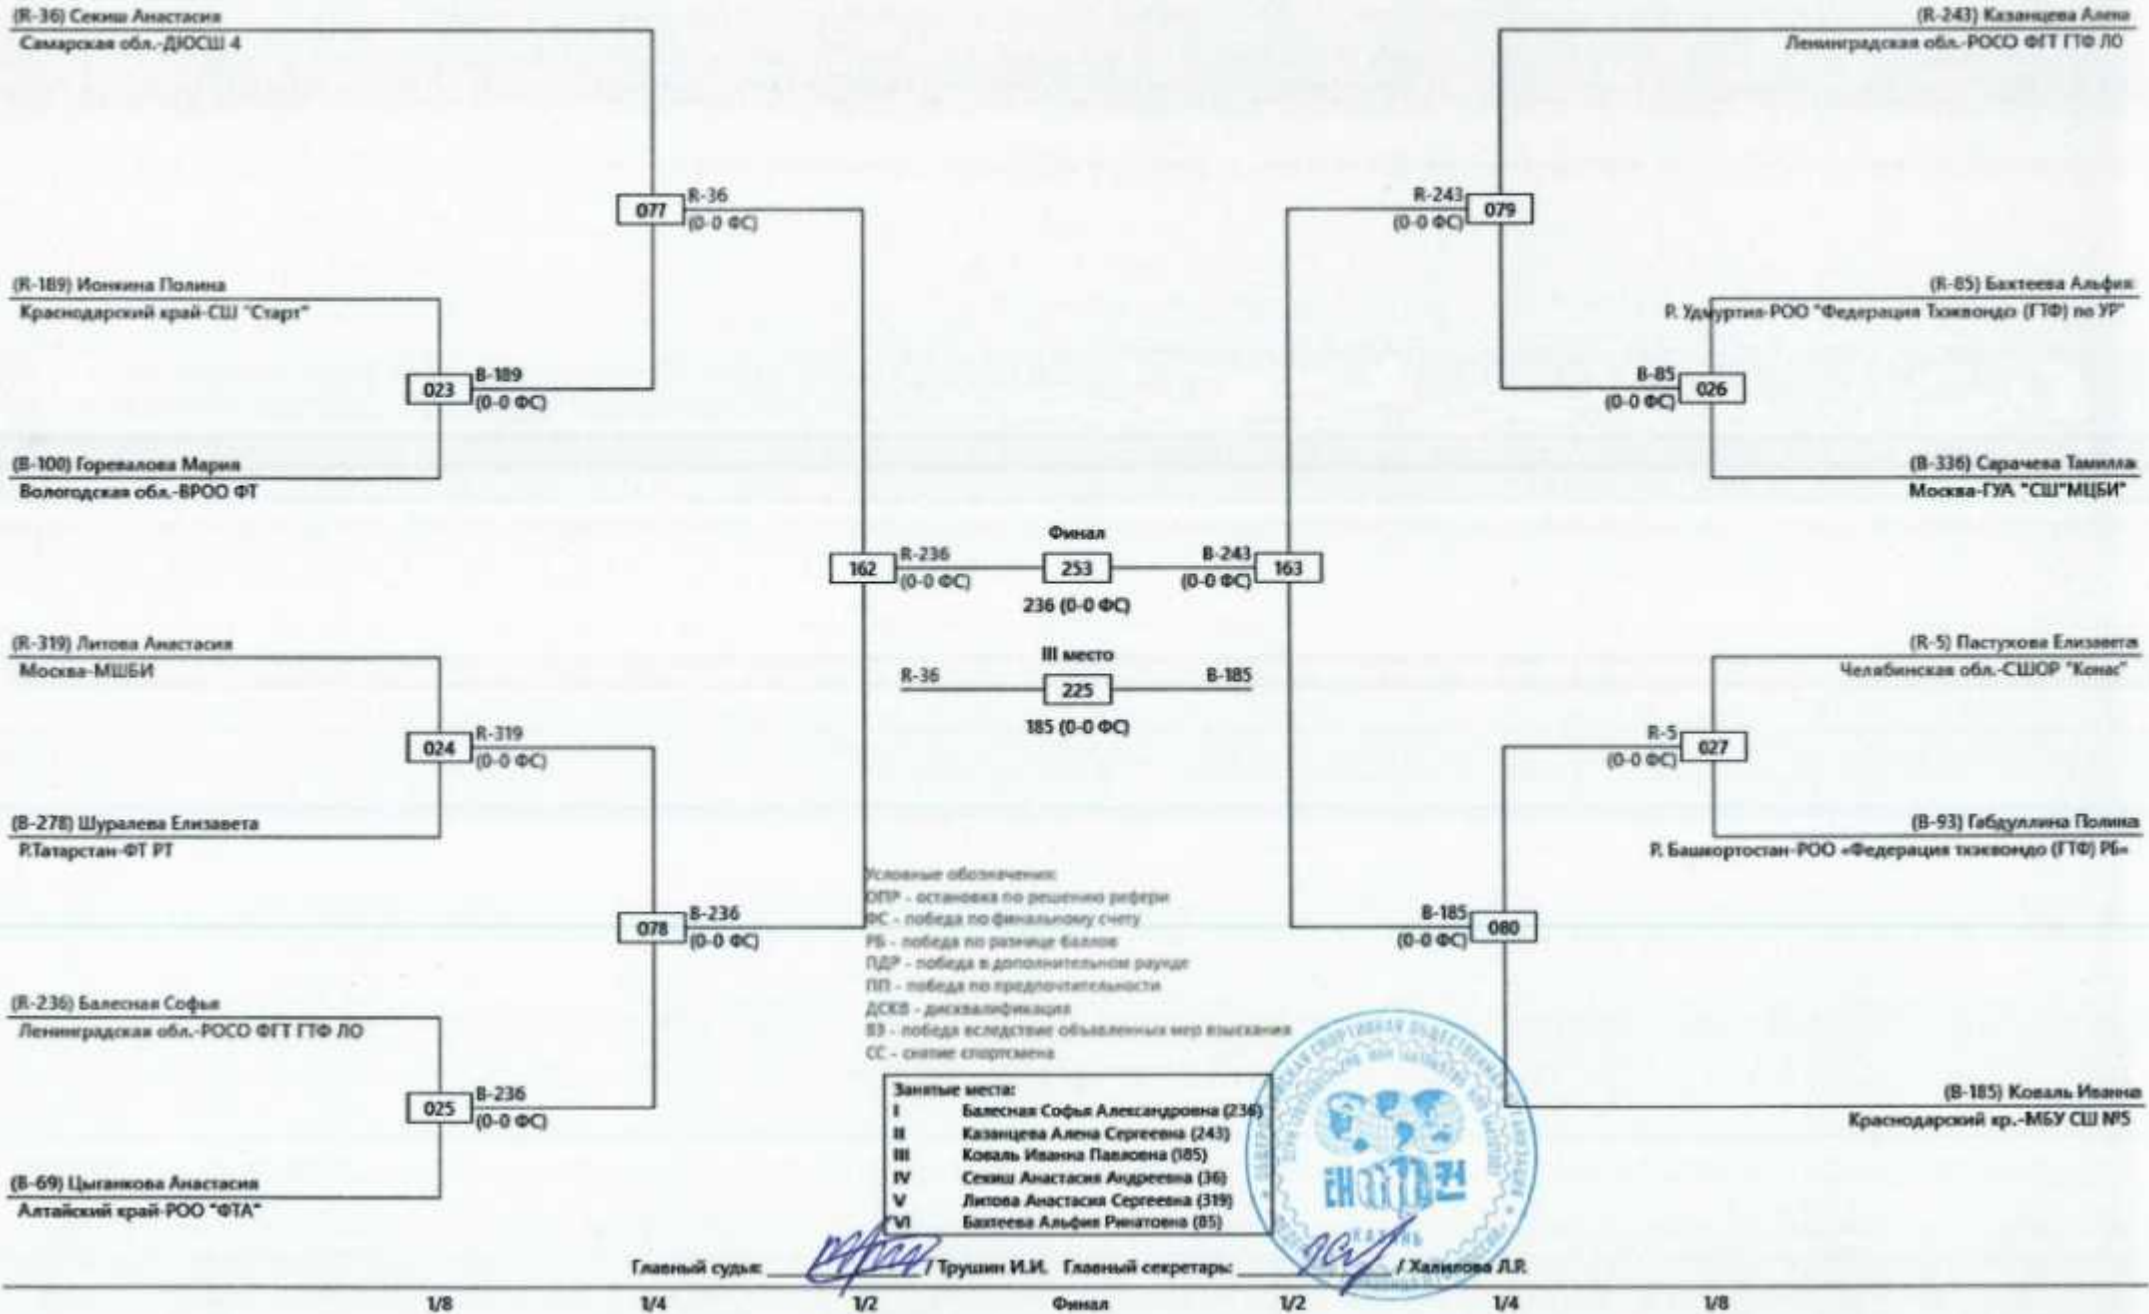 (R-36) Секиш Анастасия
Самарская обл.-ДЮСШ 4
(R-243) Казанцева Алена
Ленинградская обл.-РОСО ФГТ ГТФ ЛО
077
R-36
(0-0 ФС)
R-243
(0-0 ФС)
079
(R-189) Ионкина Полина
Краснодарский край-СШ "Старт"
(R-85) Бахтеева Альфия
Р. Удмуртия-РОО "Федерация Тхэквондо (ГТФ) по УР"
023
B-189
(0-0 ФС)
B-85
(0-0 ФС)
026
(B-100) Горевалова Мария
Вологодская обл.-ВРОО ФТ
(B-336) Сарачева Тамилла
Москва-ГУА "СШ"МЦБИ"
Финал
162
R-236
(0-0 ФС)
253
B-243
(0-0 ФС)
163
236 (0-0 ФС)
(R-319) Литова Анастасия
Москва-МШБИ
III место
R-36
225
B-185
185 (0-0 ФС)
(R-5) Пастухова Елизавета
Челябинская обл.-СШОР "Конас"
024
R-319
(0-0 ФС)
R-5
(0-0 ФС)
027
(B-278) Шуралева Елизавета
Р.Татарстан-ФТ РТ
(B-93) Габдуллина Полина
Р. Башкортостан-РОО «Федерация тхэквондо (ГТФ) РБ»
078
B-236
(0-0 ФС)
B-185
(0-0 ФС)
080
Условные обозначения:
ОПР - остановка по решению рефери
ФС - победа по финальному счету
РБ - победа по разнице баллов
ПДР - победа в дополнительном раунде
ПП - победа по предпочтительности
ДСКВ - дисквалификация
ВЗ - победа вследствие объявленных мер взыскания
СС - снятие спортсмена
(R-236) Балесная Софья
Ленинградская обл.-РОСО ФГТ ГТФ ЛО
025
B-236
(0-0 ФС)
(B-185) Коваль Иванна
Краснодарский кр.-МБУ СШ №5
(B-69) Цыганкова Анастасия
Алтайский край-РОО "ФТА"
Занятые места:
I Балесная Софья Александровна (236)
II Казанцева Алена Сергеевна (243)
III Коваль Иванна Павловна (185)
IV Секиш Анастасия Андреевна (36)
V Литова Анастасия Сергеевна (319)
VI Бахтеева Альфия Ринатовна (85)
КАЗАНЬ
Главный судья: / Трушин И.И. Главный секретарь: / Халилова Л.Р.
1/8 1/4 1/2 Финал 1/2 1/4 1/8